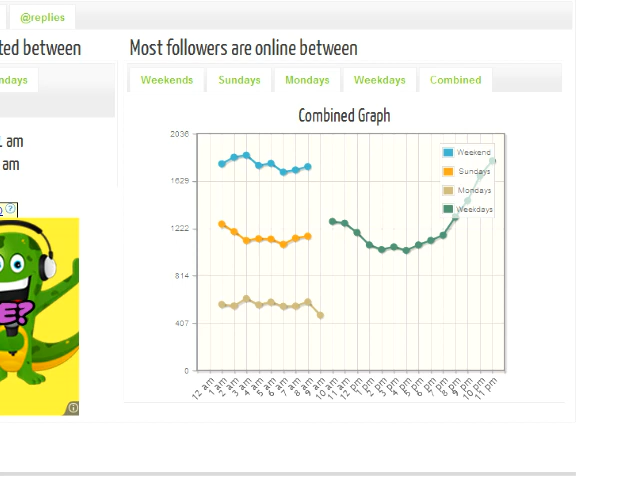 @replies
ted between
Most followers are online between
ndays
Weekends Sundays Mondays Weekdays Combined
Combined Graph
1 am
am
2036
1629
1222
814
407
0
Weekend
Sundays
Mondays
Weekdays
12 am 1 am 2 am 3 am 4 am 5 am 6 am 7 am 8 am 9 am 10 am 11 am 12 pm 1 pm 2 pm 3 pm 4 pm 5 pm 6 pm 7 pm 8 pm 9 pm 10 pm 11 pm
E?